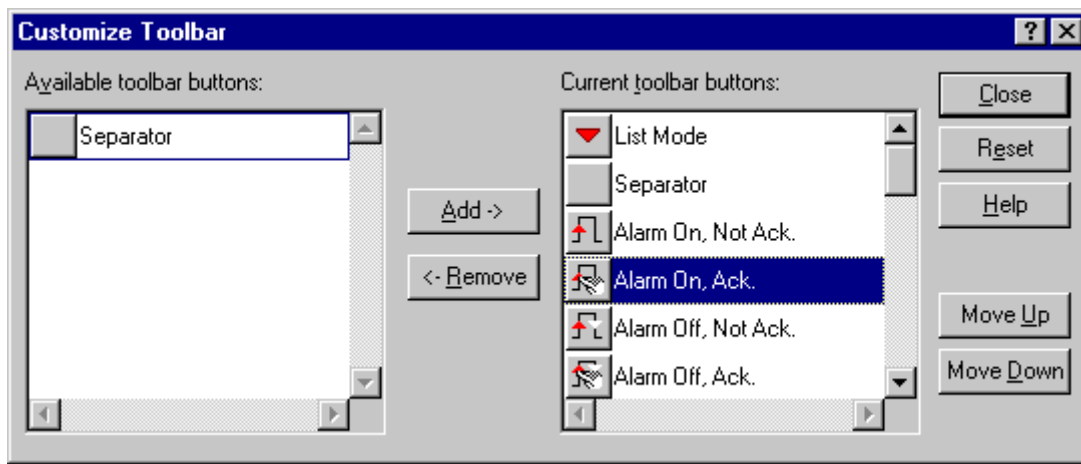 Customize Toolbar
Available toolbar buttons:
Separator
Add ->
<- Remove
Current toolbar buttons:
List Mode
Separator
Alarm On, Not Ack.
Alarm On, Ack.
Alarm Off, Not Ack.
Alarm Off, Ack.
Close
Reset
Help
Move Up
Move Down